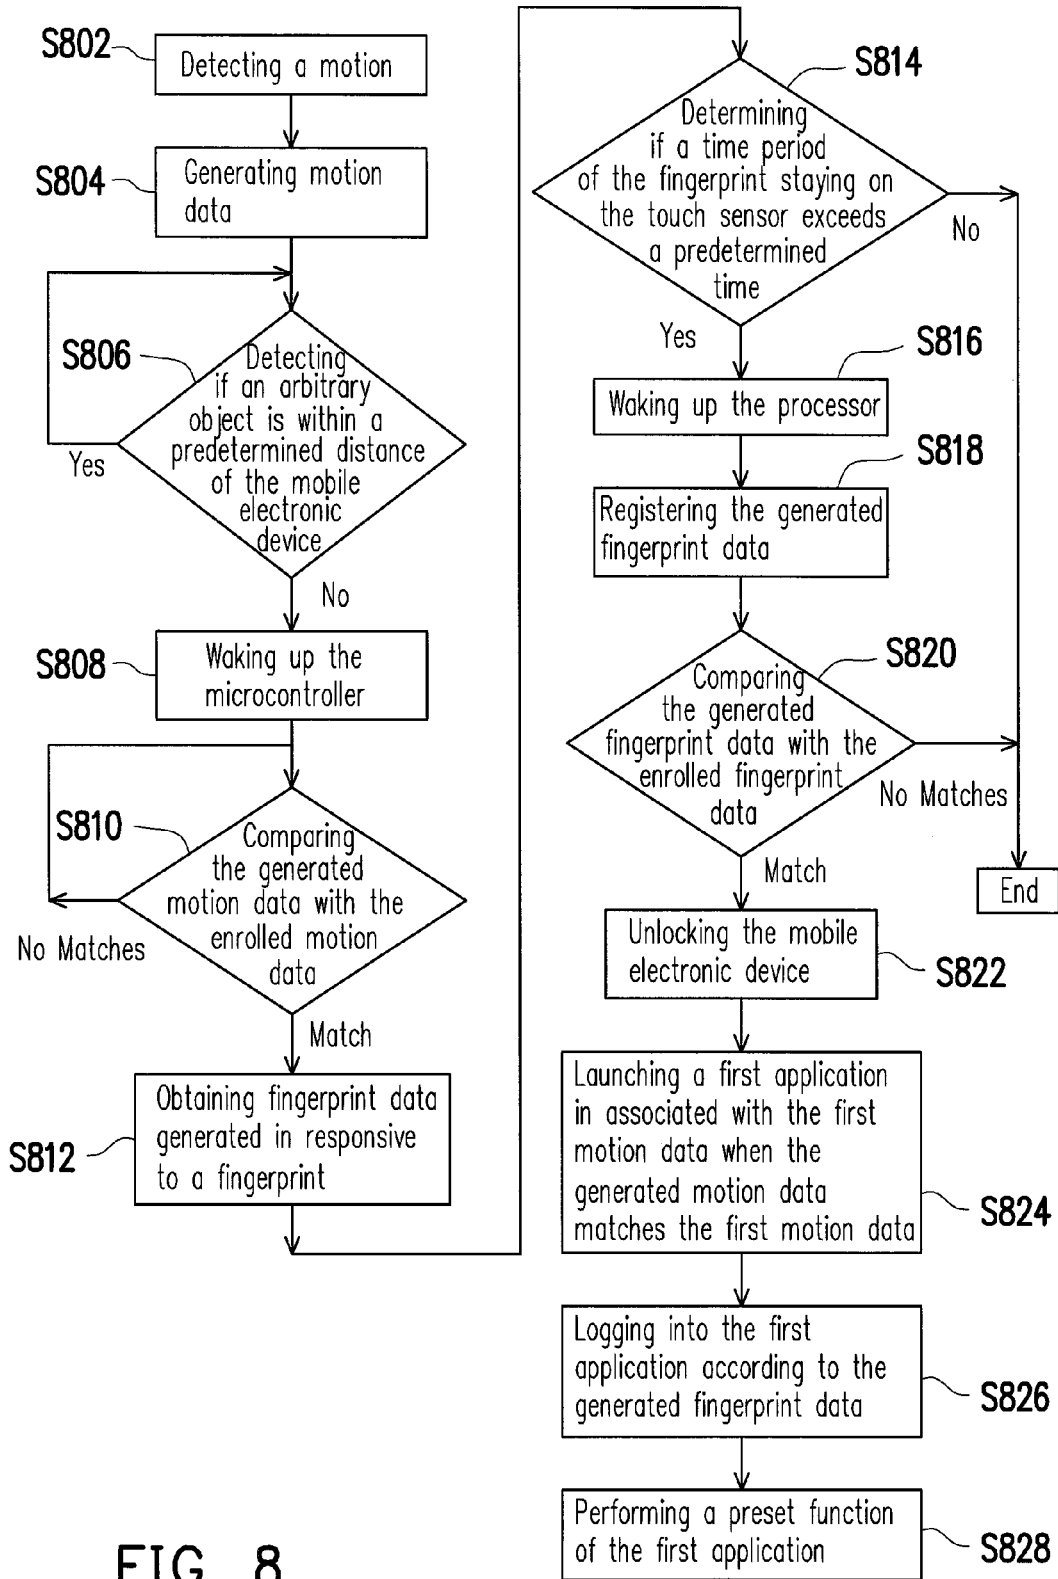 S802
Detecting a motion
S804
Generating motion
data
S806
Detecting
if an arbitrary
object is within a
predetermined distance
of the mobile
electronic
device
Yes
No
S808
Waking up the
microcontroller
S810
Comparing
the generated
motion data with the
enrolled motion
data
No Matches
Match
S812
Obtaining fingerprint data
generated in responsive
to a fingerprint
S814
Determining
if a time period
of the fingerprint staying on
the touch sensor exceeds
a predetermined
time
No
Yes
S816
Waking up the processor
S818
Registering the generated
fingerprint data
S820
Comparing
the generated
fingerprint data with the
enrolled fingerprint
data
No Matches
Match
End
Unlocking the mobile
electronic device
S822
Launching a first application
in associated with the first
motion data when the
generated motion data
matches the first motion data
S824
Logging into the first
application according to the
generated fingerprint data
S826
Performing a preset function
of the first application
S828
FIG. 8